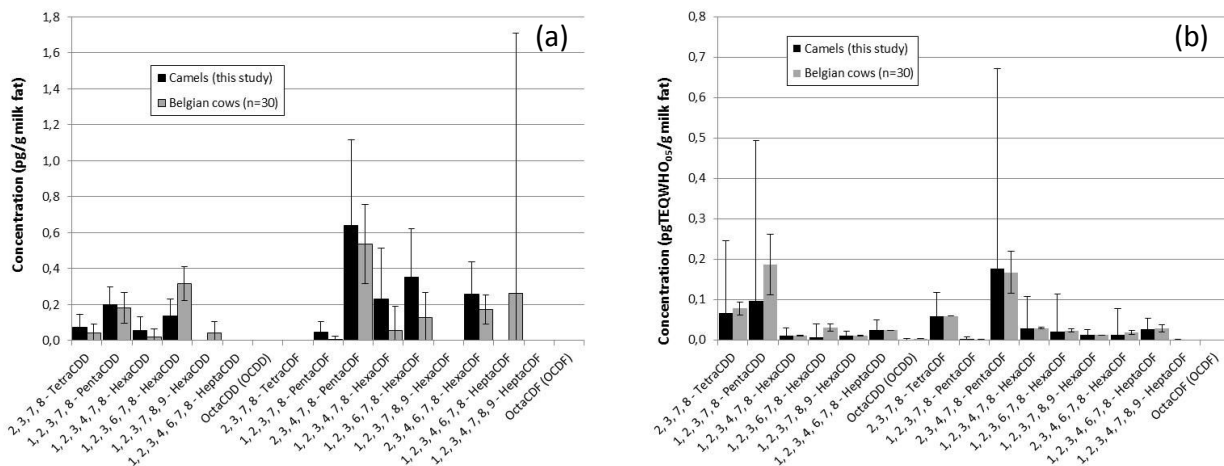 (a)
Concentration (pg/g milk fat)
1,8
1,6
1,4
1,2
1,0
0,8
0,6
0,4
0,2
0,0
Camels (this study)
Belgian cows (n=30)
2, 3, 7, 8 - TetraCDD
1, 2, 3, 7, 8 - PentaCDD
1, 2, 3, 4, 7, 8 - HexaCDD
1, 2, 3, 6, 7, 8 - HexaCDD
1, 2, 3, 7, 8, 9 - HexaCDD
1, 2, 3, 4, 6, 7, 8 - HeptaCDD
OctaCDD (OCDD)
2, 3, 7, 8 - TetraCDF
1, 2, 3, 7, 8 - PentaCDF
2, 3, 4, 7, 8 - PentaCDF
1, 2, 3, 4, 7, 8 - HexaCDF
1, 2, 3, 6, 7, 8 - HexaCDF
1, 2, 3, 7, 8, 9 - HexaCDF
2, 3, 4, 6, 7, 8 - HexaCDF
1, 2, 3, 4, 6, 7, 8 - HeptaCDF
1, 2, 3, 4, 7, 8, 9 - HeptaCDF
OctaCDF (OCDF
(b)
Concentration (pgTEQWHO05/g milk fat)
0,8
0,7
0,6
0,5
0,4
0,3
0,2
0,1
0,0
Camels (this study)
Belgian cows (n=30)
2, 3, 7, 8 - TetraCDD
1, 2, 3, 7, 8 - PentaCDD
1, 2, 3, 4, 7, 8 - HexaCDD
1, 2, 3, 6, 7, 8 - HexaCDD
1, 2, 3, 7, 8, 9 - HexaCDD
1, 2, 3, 4, 6, 7, 8 - HeptaCDD
OctaCDD (OCDD)
2, 3, 7, 8 - TetraCDF
1, 2, 3, 7, 8 - PentaCDF
2, 3, 4, 7, 8 - PentaCDF
1, 2, 3, 4, 7, 8 - HexaCDF
1, 2, 3, 6, 7, 8 - HexaCDF
1, 2, 3, 7, 8, 9 - HexaCDF
2, 3, 4, 6, 7, 8 - HexaCDF
1, 2, 3, 4, 6, 7, 8 - HeptaCDF
1, 2, 3, 4, 7, 8, 9 - HeptaCDF
OctaCDF (OCDF)